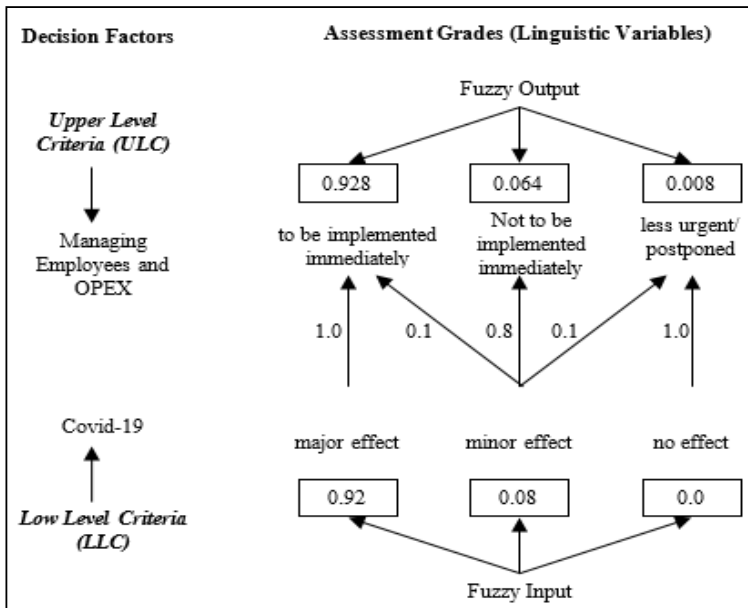 Decision Factors
Assessment Grades (Linguistic Variables)
Fuzzy Output
Upper Level
Criteria (ULC)
0.928
0.064
0.008
to be implemented
immediately
Not to be
implemented
immediately
less urgent/
postponed
Managing
Employees and
OPEX
1.0
0.1
0.8
0.1
1.0
Covid-19
major effect
minor effect
no effect
0.92
0.08
0.0
Low Level Criteria
(LLC)
Fuzzy Input